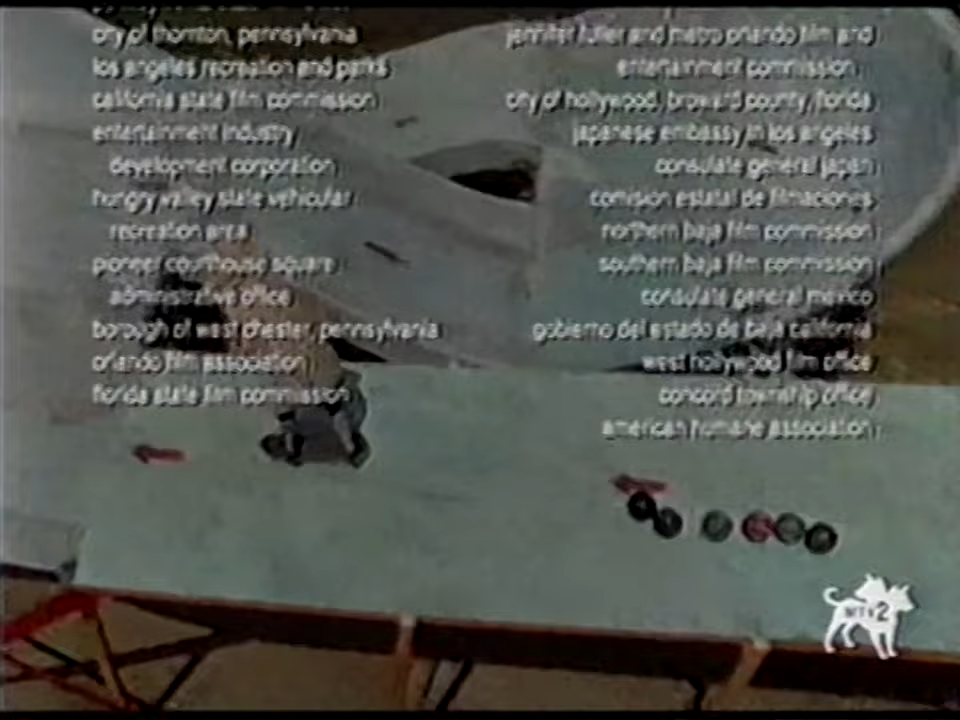 city of thornton, pennsylvania
los angeles recreation and parks
california state film commission
entertainment industry
development corporation
hungry valley state vehicular
recreation area
pioneer courthouse square
administrative office
borough of west chester, pennsylvania
orlando film association
florida state film commission
jennifer fuller and metro orlando film and
entertainment commission
city of hollywood, broward county, florida
japanese embassy in los angeles
consulate general japan
comision estatal de filmaciones
northern baja film commission
southern baja film commission
consulate general mexico
gobierno del estado de baja california
west hollywood film office
concord township office
american humane association
MTV2